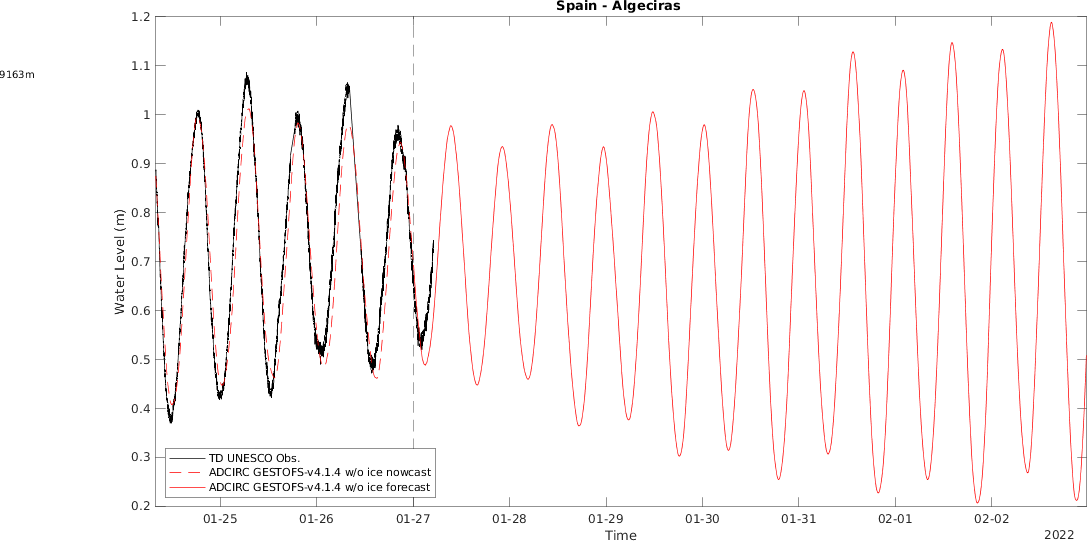 Spain - Algeciras
9163m
1.2
1.1
1
0.9
0.8
0.7
0.6
0.5
0.4
0.3
0.2
Water Level (m)
TD UNESCO Obs.
ADCIRC GESTOFS-v4.1.4 w/o ice nowcast
ADCIRC GESTOFS-v4.1.4 w/o ice forecast
01-25 01-26 01-27 01-28 01-29 01-30 01-31 02-01 02-02
Time
2022